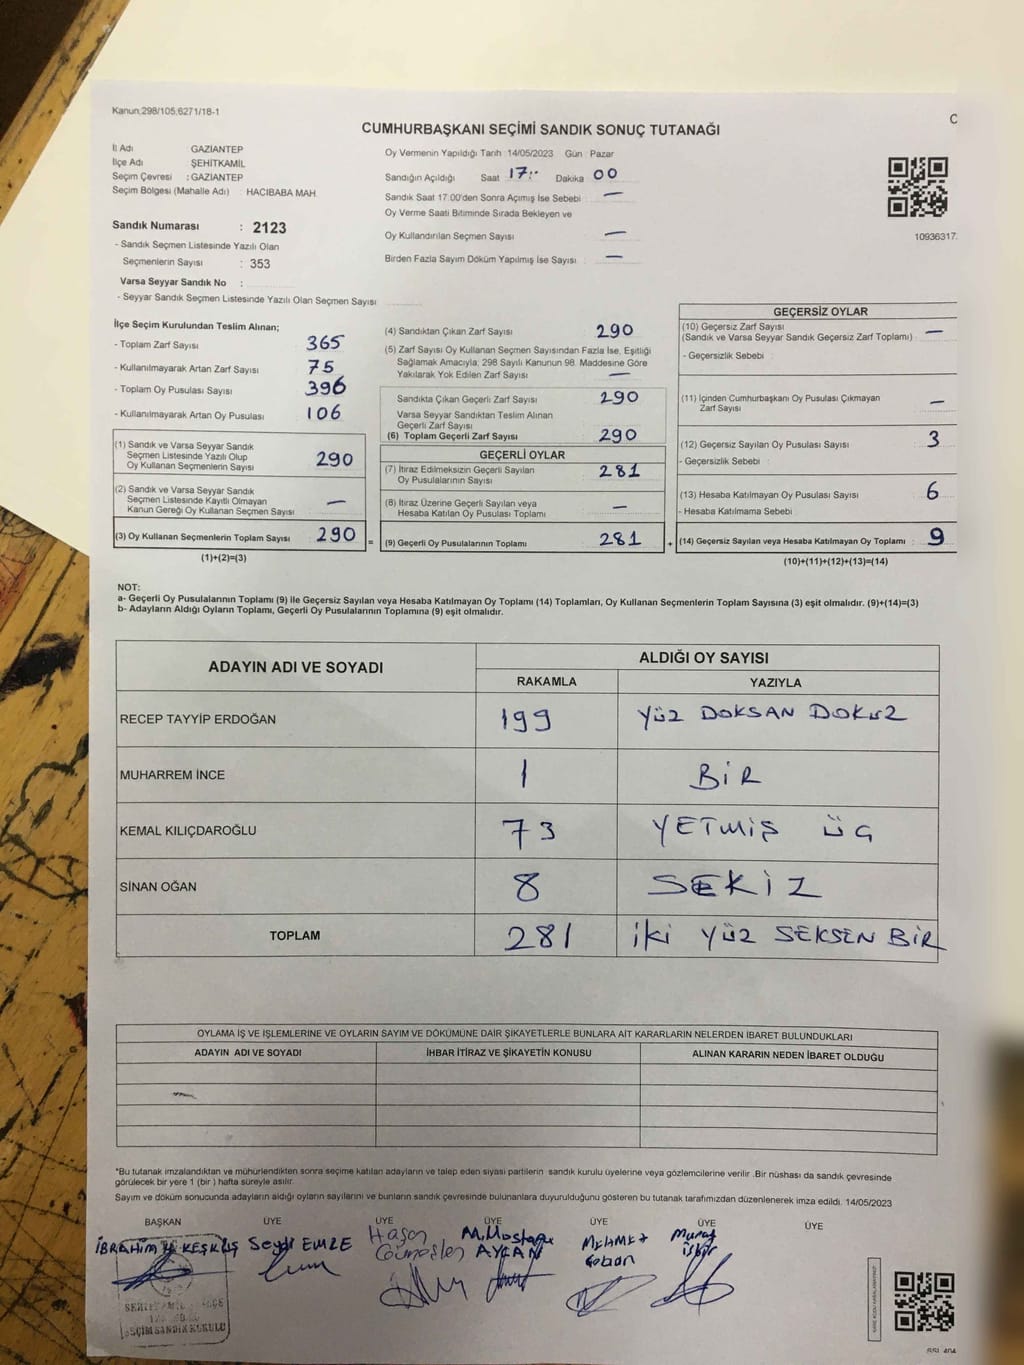 Kanun:298/105;6271/18-1
C
CUMHURBAŞKANI SEÇİMİ SANDIK SONUÇ TUTANAĞI
İl Adı GAZİANTEP
İlçe Adı ŞEHİTKAMİL
Seçim Çevresi : GAZİANTEP
Seçim Bölgesi (Mahalle Adı) : HACIBABA MAH.
Oy Vermenin Yapıldığı Tarih 14/05/2023 Gün Pazar
Sandığın Açıldığı Saat 17:- Dakika 00
Sandık Saat 17:00'den Sonra Açımış İse Sebebi —
Oy Verme Saati Bitiminde Sırada Bekleyen ve
Oy Kullandırılan Seçmen Sayısı —
Birden Fazla Sayım Döküm Yapılmış İse Sayısı —
10936317
Sandık Numarası : 2123
- Sandık Seçmen Listesinde Yazılı Olan
Seçmenlerin Sayısı : 353
Varsa Seyyar Sandık No :
- Seyyar Sandık Seçmen Listesinde Yazılı Olan Seçmen Sayısı
İlçe Seçim Kurulundan Teslim Alınan;
- Toplam Zarf Sayısı 365
- Kullanılmayarak Artan Zarf Sayısı 75
- Toplam Oy Pusulası Sayısı 396
- Kullanılmayarak Artan Oy Pusulası 106
(1) Sandık ve Varsa Seyyar Sandık
Seçmen Listesinde Yazılı Olup
Oy Kullanan Seçmenlerin Sayısı 290
(2) Sandık ve Varsa Seyyar Sandık
Seçmen Listesinde Kayıtlı Olmayan
Kanun Gereği Oy Kullanan Seçmen Sayısı —
(3) Oy Kullanan Seçmenlerin Toplam Sayısı 290
(1)+(2)=(3)
(4) Sandıktan Çıkan Zarf Sayısı 290
(5) Zarf Sayısı Oy Kullanan Seçmen Sayısından Fazla İse, Eşitliği
Sağlamak Amacıyla, 298 Sayılı Kanunun 98. Maddesine Göre
Yakılarak Yok Edilen Zarf Sayısı —
Sandıkta Çıkan Geçerli Zarf Sayısı 290
Varsa Seyyar Sandıktan Teslim Alınan
Geçerli Zarf Sayısı
(6) Toplam Geçerli Zarf Sayısı 290
GEÇERLİ OYLAR
(7) İtiraz Edilmeksizin Geçerli Sayılan
Oy Pusulalarının Sayısı 281
(8) İtiraz Üzerine Geçerli Sayılan veya
Hesaba Katılan Oy Pusulası Toplamı —
= (9) Geçerli Oy Pusulalarının Toplamı 281
GEÇERSİZ OYLAR
(10) Geçersiz Zarf Sayısı
(Sandık ve Varsa Seyyar Sandık Geçersiz Zarf Toplamı) : —
- Geçersizlik Sebebi
(11) İçinden Cumhurbaşkanı Oy Pusulası Çıkmayan
Zarf Sayısı —
(12) Geçersiz Sayılan Oy Pusulası Sayısı 3
- Geçersizlik Sebebi :
(13) Hesaba Katılmayan Oy Pusulası Sayısı 6
- Hesaba Katılmama Sebebi
+ (14) Geçersiz Sayılan veya Hesaba Katılmayan Oy Toplamı : 9
(10)+(11)+(12)+(13)=(14)
NOT:
a- Geçerli Oy Pusulalarının Toplamı (9) ile Geçersiz Sayılan veya Hesaba Katılmayan Oy Toplamı (14) Toplamları, Oy Kullanan Seçmenlerin Toplam Sayısına (3) eşit olmalıdır. (9)+(14)=(3)
b- Adayların Aldığı Oyların Toplamı, Geçerli Oy Pusulalarının Toplamına (9) eşit olmalıdır.
ADAYIN ADI VE SOYADI ALDIĞI OY SAYISI
RAKAMLA YAZIYLA
RECEP TAYYİP ERDOĞAN 199 YÜZ DOKSAN DOKUZ
MUHARREM İNCE 1 BİR
KEMAL KILIÇDAROĞLU 73 YETMİŞ ÜÇ
SİNAN OĞAN 8 SEKİZ
TOPLAM 281 İKİ YÜZ SEKSEN BİR
OYLAMA İŞ VE İŞLEMLERİNE VE OYLARIN SAYIM VE DÖKÜMÜNE DAİR ŞİKAYETLERLE BUNLARA AİT KARARLARIN NELERDEN İBARET BULUNDUKLARI
ADAYIN ADI VE SOYADI İHBAR İTİRAZ VE ŞİKAYETİN KONUSU ALINAN KARARIN NEDEN İBARET OLDUĞU
*Bu tutanak imzalandıktan ve mühürlendikten sonra seçime katılan adayların ve talep eden siyasi partilerin sandık kurulu üyelerine veya gözlemcilerine verilir. Bir nüshası da sandık çevresinde
görülecek bir yere 1 (bir) hafta süreyle asılır.
Sayım ve döküm sonucunda adayların aldığı oyların sayılarını ve bunların sandık çevresinde bulunanlara duyurulduğunu gösteren bu tutanak tarafımızdan düzenlenerek imza edildi. 14/05/2023
BAŞKAN ÜYE ÜYE ÜYE ÜYE ÜYE ÜYE
İBRAHİM KEŞKÜŞ Seydi EMZE Hasan M.Mustafa MEHMET Murat
AYCAN Çoban işbir
SEÇİM SANDIK KURULU